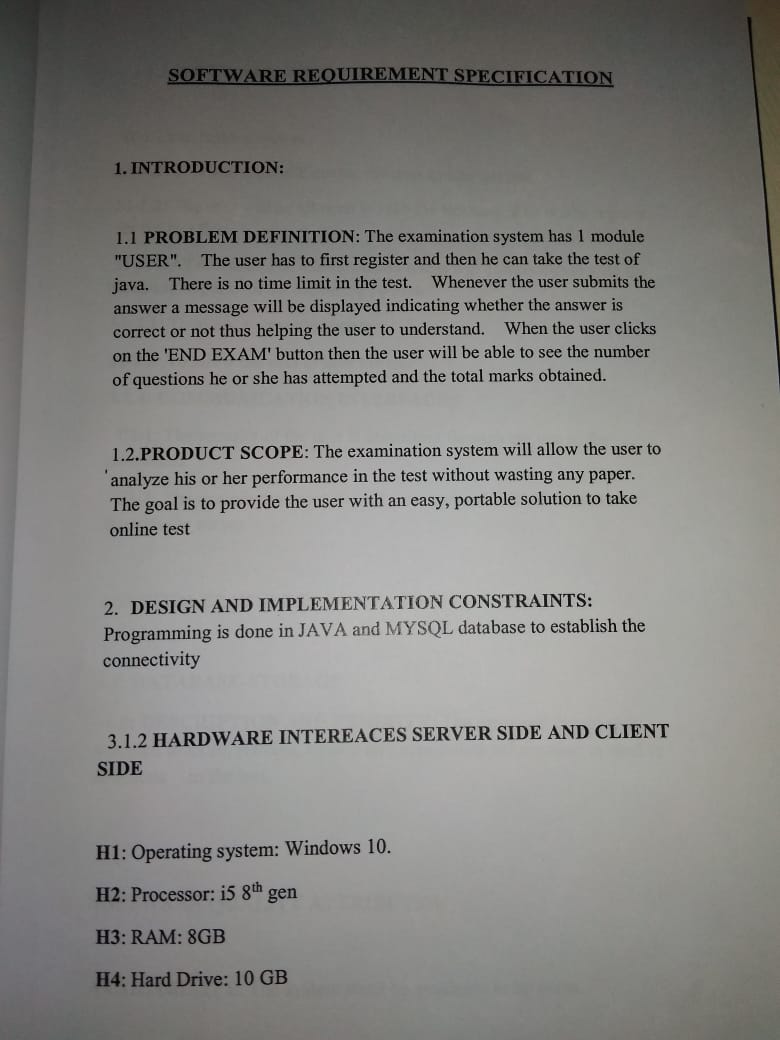 SOFTWARE REQUIREMENT SPECIFICATION
1. INTRODUCTION:
1.1 PROBLEM DEFINITION: The examination system has 1 module
"USER". The user has to first register and then he can take the test of
java. There is no time limit in the test. Whenever the user submits the
answer a message will be displayed indicating whether the answer is
correct or not thus helping the user to understand. When the user clicks
on the 'END EXAM' button then the user will be able to see the number
of questions he or she has attempted and the total marks obtained.
1.2.PRODUCT SCOPE: The examination system will allow the user to
analyze his or her performance in the test without wasting any paper.
The goal is to provide the user with an easy, portable solution to take
online test
2. DESIGN AND IMPLEMENTATION CONSTRAINTS:
Programming is done in JAVA and MYSQL database to establish the
connectivity
3.1.2 HARDWARE INTEREACES SERVER SIDE AND CLIENT
SIDE
H1: Operating system: Windows 10.
H2: Processor: i5 8th gen
H3: RAM: 8GB
H4: Hard Drive: 10 GB